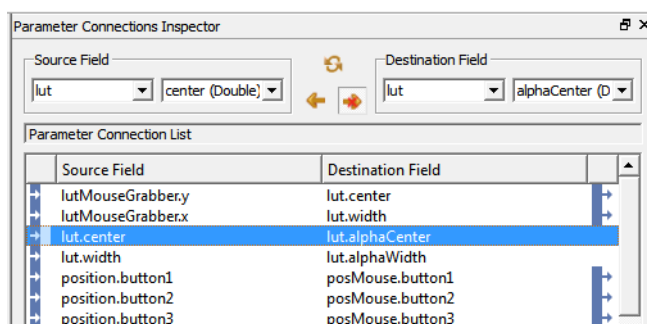 Parameter Connections Inspector
Source Field
Destination Field
lut
center (Double)
lut
alphaCenter (D
Parameter Connection List
Source Field Destination Field
lutMouseGrabber.y lut.center
lutMouseGrabber.x lut.width
lut.center lut.alphaCenter
lut.width lut.alphaWidth
position.button1 posMouse.button1
position.button2 posMouse.button2
position.button3 posMouse.button3